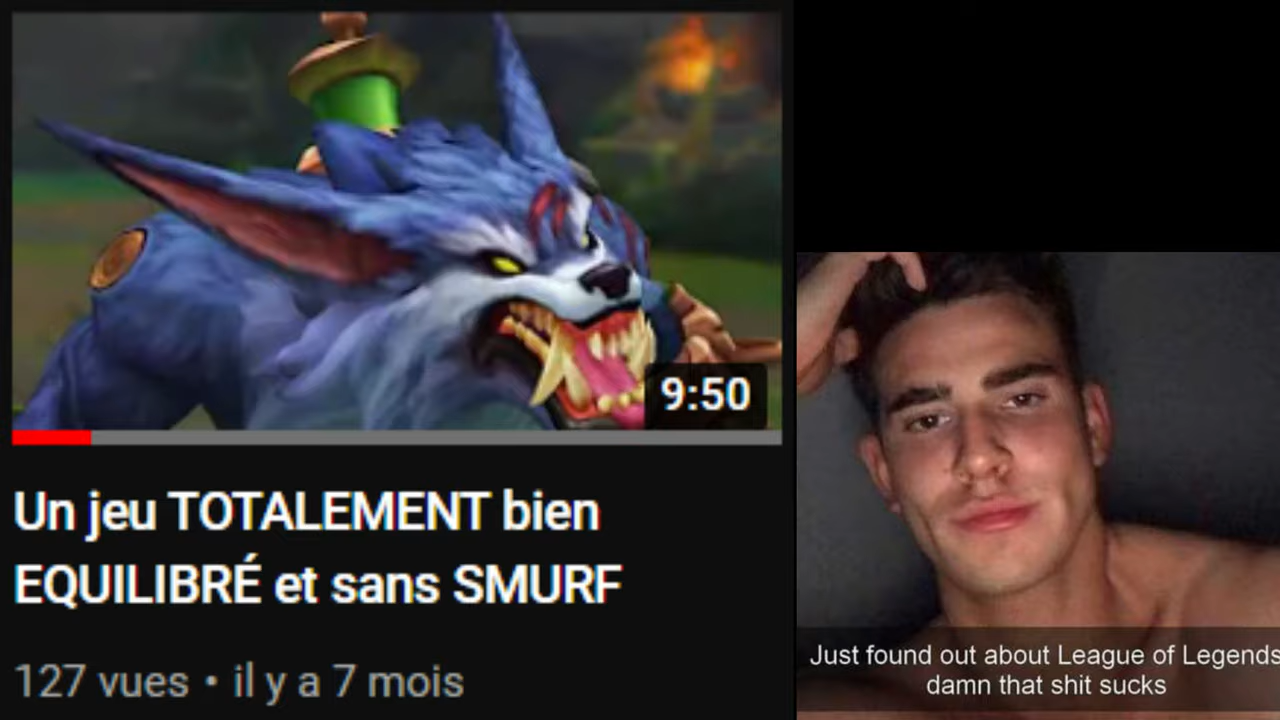 9:50
Un jeu TOTALEMENT bien
EQUILIBRÉ et sans SMURF
127 vues • il y a 7 mois
Just found out about League of Legends
damn that shit sucks